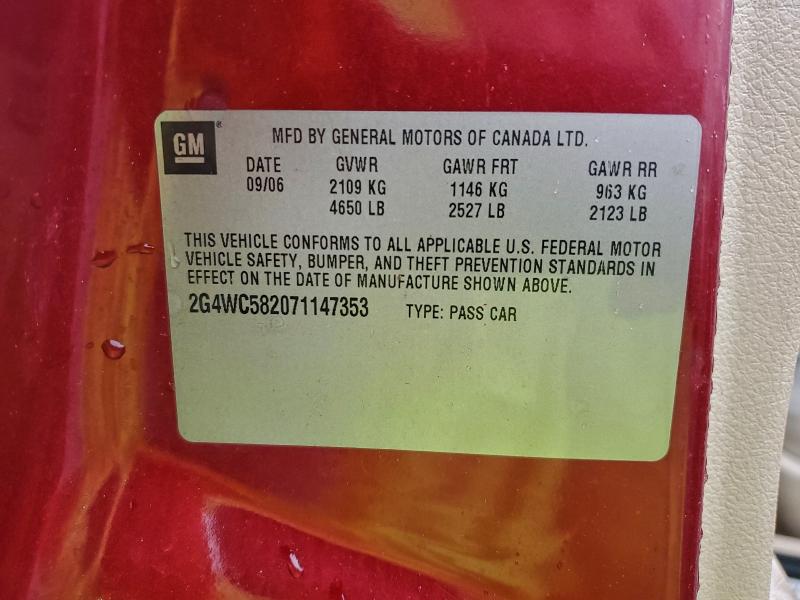 GM ®
MFD BY GENERAL MOTORS OF CANADA LTD.
DATE GVWR GAWR FRT GAWR RR
09/06 2109 KG 1146 KG 963 KG
4650 LB 2527 LB 2123 LB
THIS VEHICLE CONFORMS TO ALL APPLICABLE U.S. FEDERAL MOTOR
VEHICLE SAFETY, BUMPER, AND THEFT PREVENTION STANDARDS IN
EFFECT ON THE DATE OF MANUFACTURE SHOWN ABOVE.
2G4WC582071147353 TYPE: PASS CAR